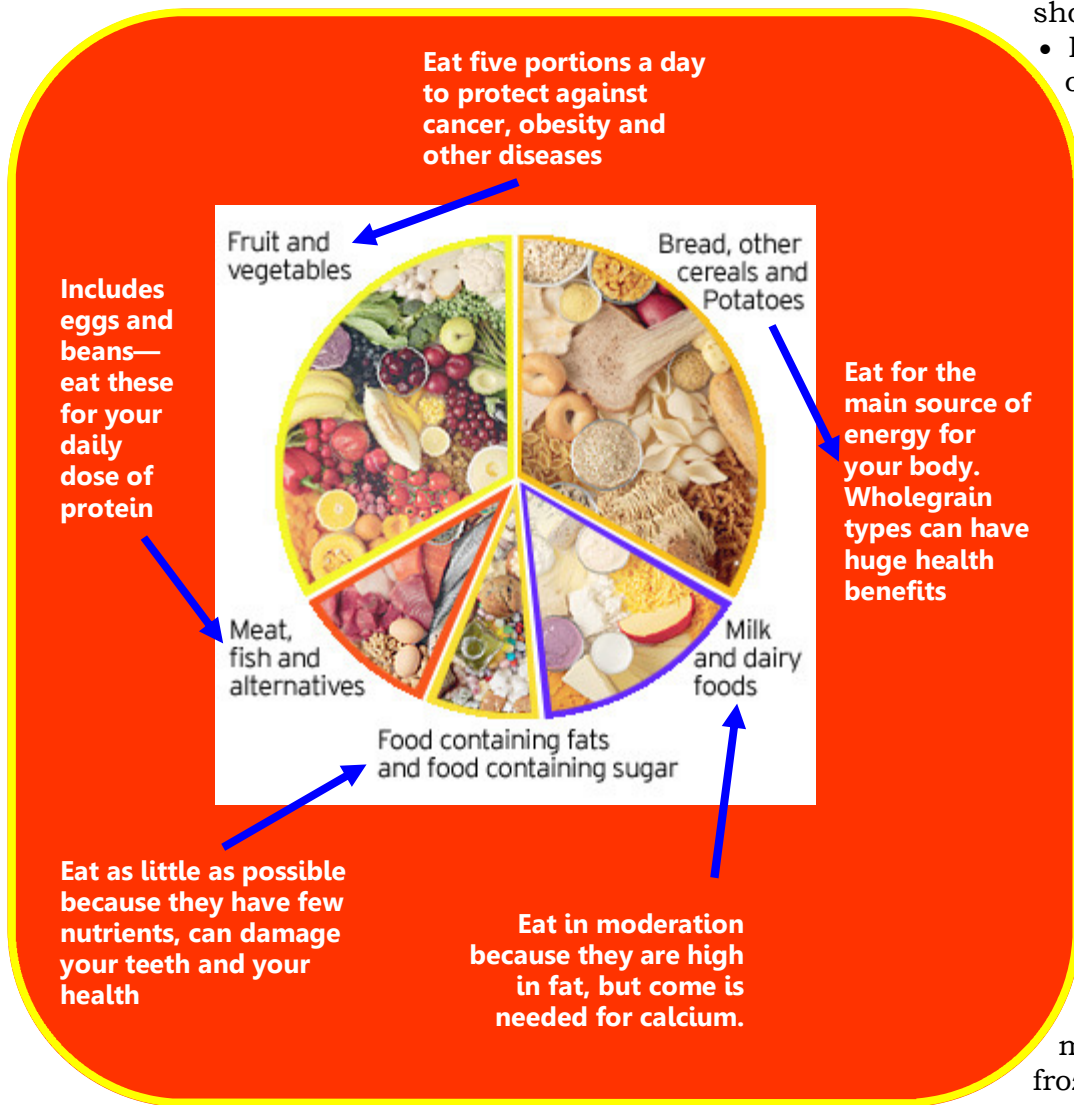 Eat five portions a day
to protect against
cancer, obesity and
other diseases
Fruit and
vegetables
Bread, other
cereals and
Potatoes
Includes
eggs and
beans—
eat these
for your
daily
dose of
protein
Eat for the
main source of
energy for
your body.
Wholegrain
types can have
huge health
benefits
Meat,
fish and
alternatives
Milk
and dairy
foods
Food containing fats
and food containing sugar
Eat as little as possible
because they have few
nutrients, can damage
your teeth and your
health
Eat in moderation
because they are high
in fat, but come is
needed for calcium.